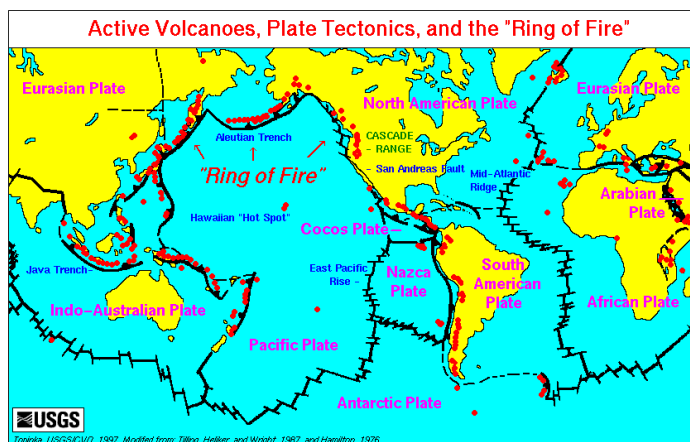 Active Volcanoes, Plate Tectonics, and the "Ring of Fire"
Eurasian Plate
North American Plate
Eurasian Plate
Aleutian Trench
CASCADE
RANGE
"Ring of Fire"
San Andreas Fault
Mid-Atlantic
Ridge
Arabian
Plate
Hawaiian "Hot Spot"
Cocos Plate
Java Trench
East Pacific
Rise
Nazca
Plate
South
American
Plate
Indo-Australian Plate
African Plate
Pacific Plate
Antarctic Plate
USGS
Topinka, USGS/CVO, 1997, Modified from: Tilling, Heliker, and Wright, 1987, and Hamilton, 1976